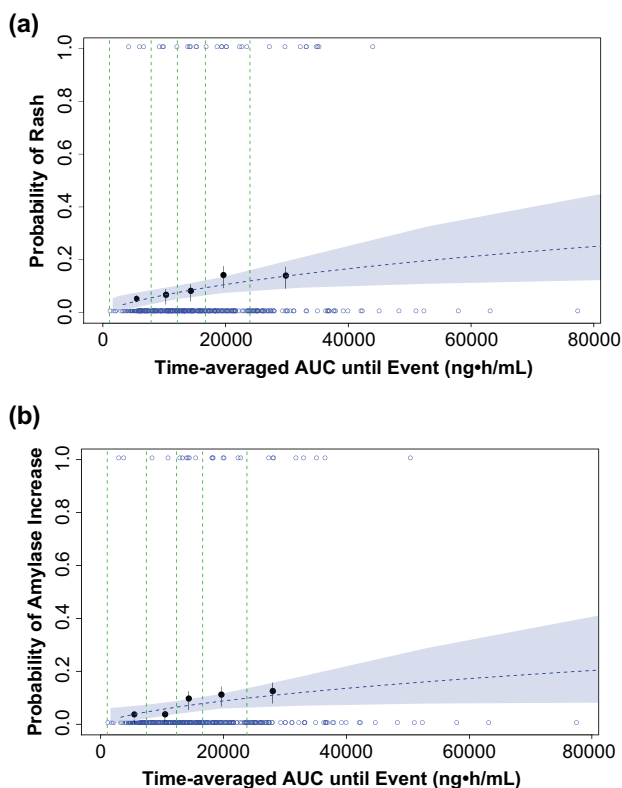 (a)
Probability of Rash
1.0
0.8
0.6
0.4
0.2
0.0
0 20000 40000 60000 80000
Time-averaged AUC until Event (ng•h/mL)
(b)
Probability of Amylase Increase
1.0
0.8
0.6
0.4
0.2
0.0
0 20000 40000 60000 80000
Time-averaged AUC until Event (ng•h/mL)